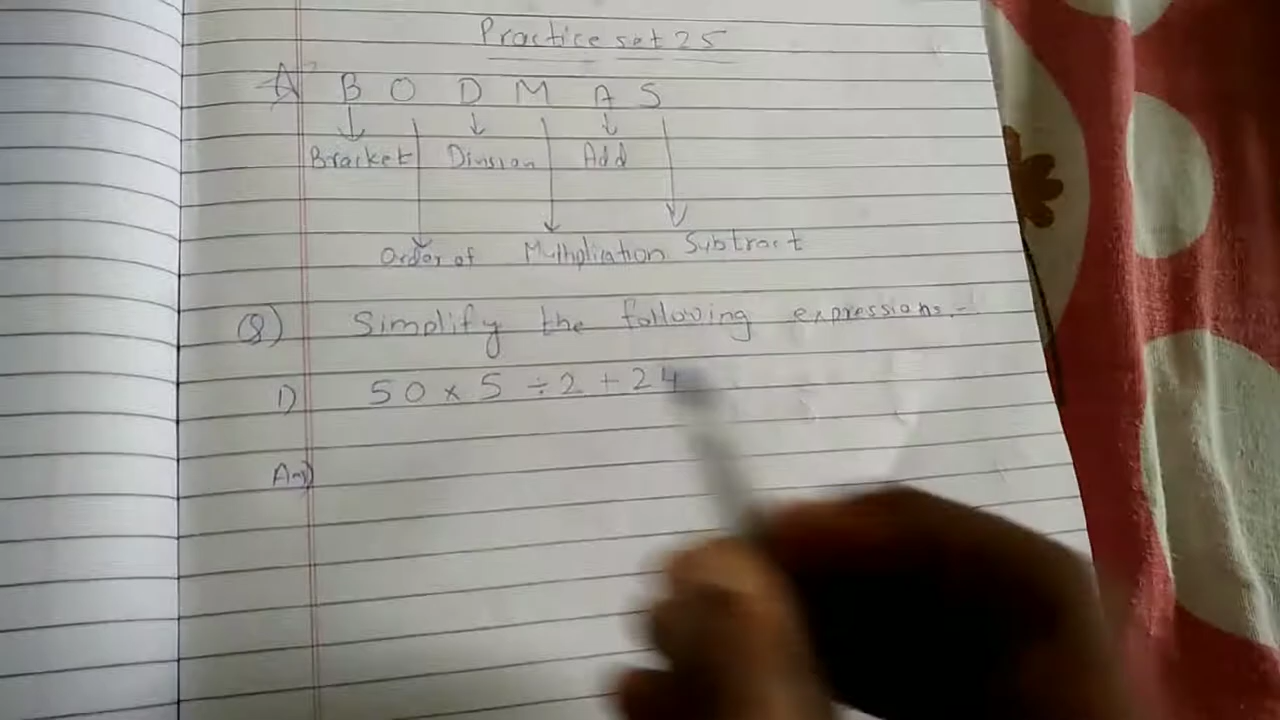 Practice set 25
A B O D M A S
Bracket Division Add
Order of Multiplication Subtract
Q) Simplify the following expressions.-
1) 50 × 5 ÷ 2 + 24
Ans)